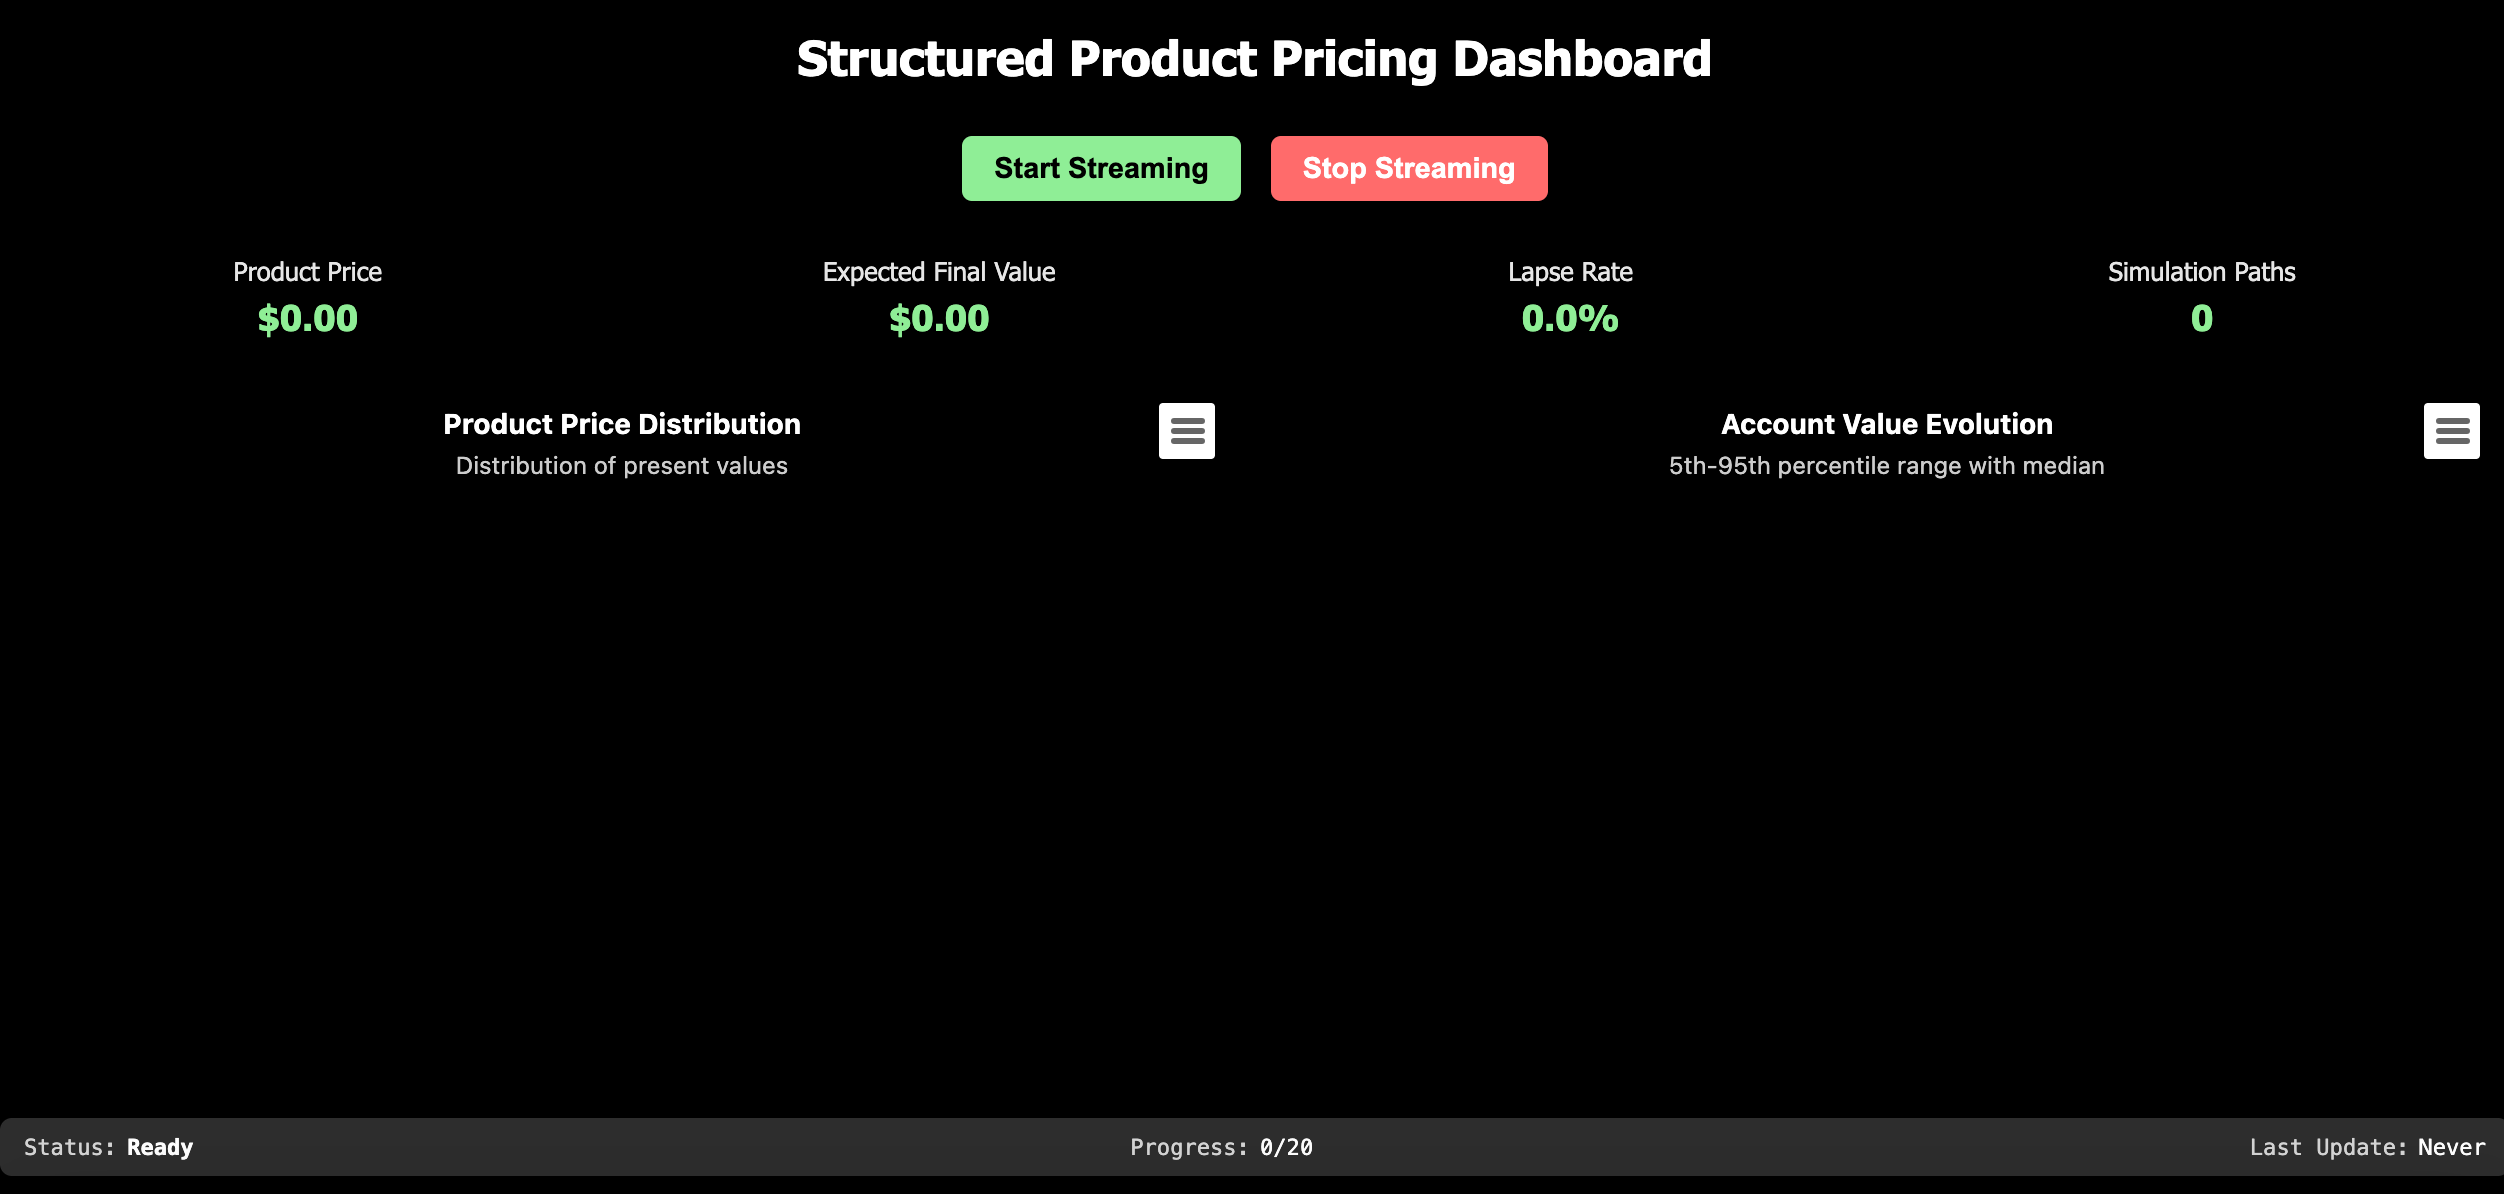 Structured Product Pricing Dashboard
Start Streaming
Stop Streaming
Product Price
$0.00
Expected Final Value
$0.00
Lapse Rate
0.0%
Simulation Paths
0
Product Price Distribution
Distribution of present values
Account Value Evolution
5th-95th percentile range with median
Status: Ready
Progress: 0/20
Last Update: Never